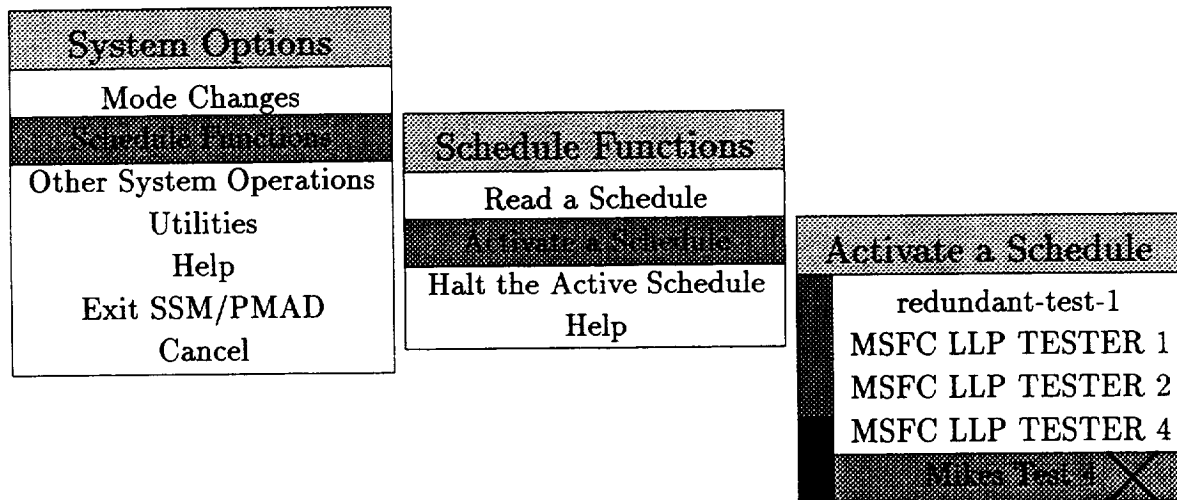 System Options
Mode Changes
Schedule Functions
Other System Operations
Utilities
Help
Exit SSM/PMAD
Cancel
Schedule Functions
Read a Schedule
Activate a Schedule
Halt the Active Schedule
Help
Activate a Schedule
redundant-test-1
MSFC LLP TESTER 1
MSFC LLP TESTER 2
MSFC LLP TESTER 4
Mikes Test 4